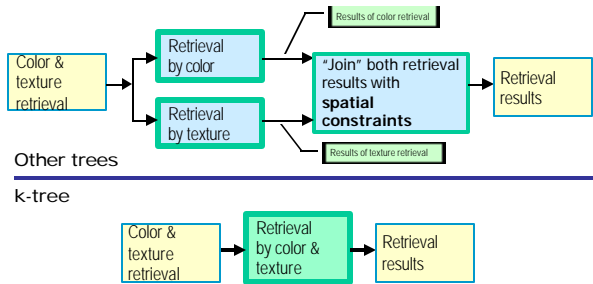 Results of color retrieval
Color &
texture
retrieval
Retrieval
by color
Retrieval
by texture
“Join” both retrieval
results with
spatial
constraints
Retrieval
results
Results of texture retrieval
Other trees
k-tree
Color &
texture
retrieval
Retrieval
by color &
texture
Retrieval
results